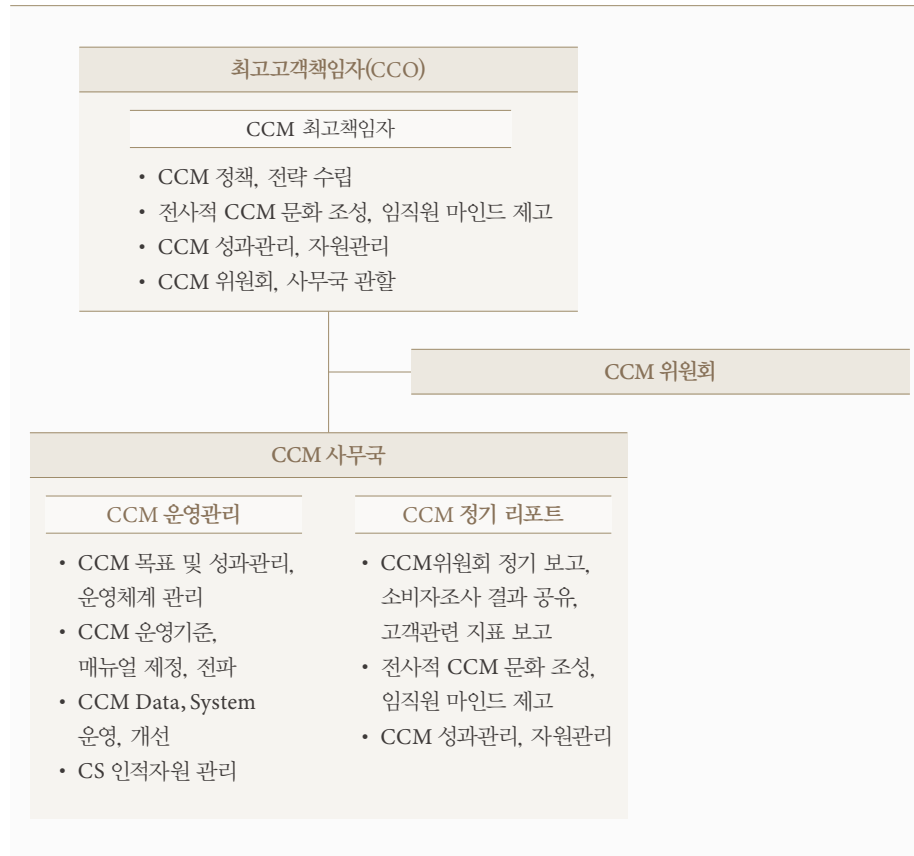 최고고객책임자(CCO)
CCM 최고책임자
• CCM 정책, 전략 수립
• 전사적 CCM 문화 조성, 임직원 마인드 제고
• CCM 성과관리, 자원관리
• CCM 위원회, 사무국 관할
CCM 위원회
CCM 사무국
CCM 운영관리
• CCM 목표 및 성과관리,
운영체계 관리
• CCM 운영기준,
매뉴얼 제정, 전파
• CCM Data, System
운영, 개선
• CS 인적자원 관리
CCM 정기 리포트
• CCM위원회 정기 보고,
소비자조사 결과 공유,
고객관련 지표 보고
• 전사적 CCM 문화 조성,
임직원 마인드 제고
• CCM 성과관리, 자원관리